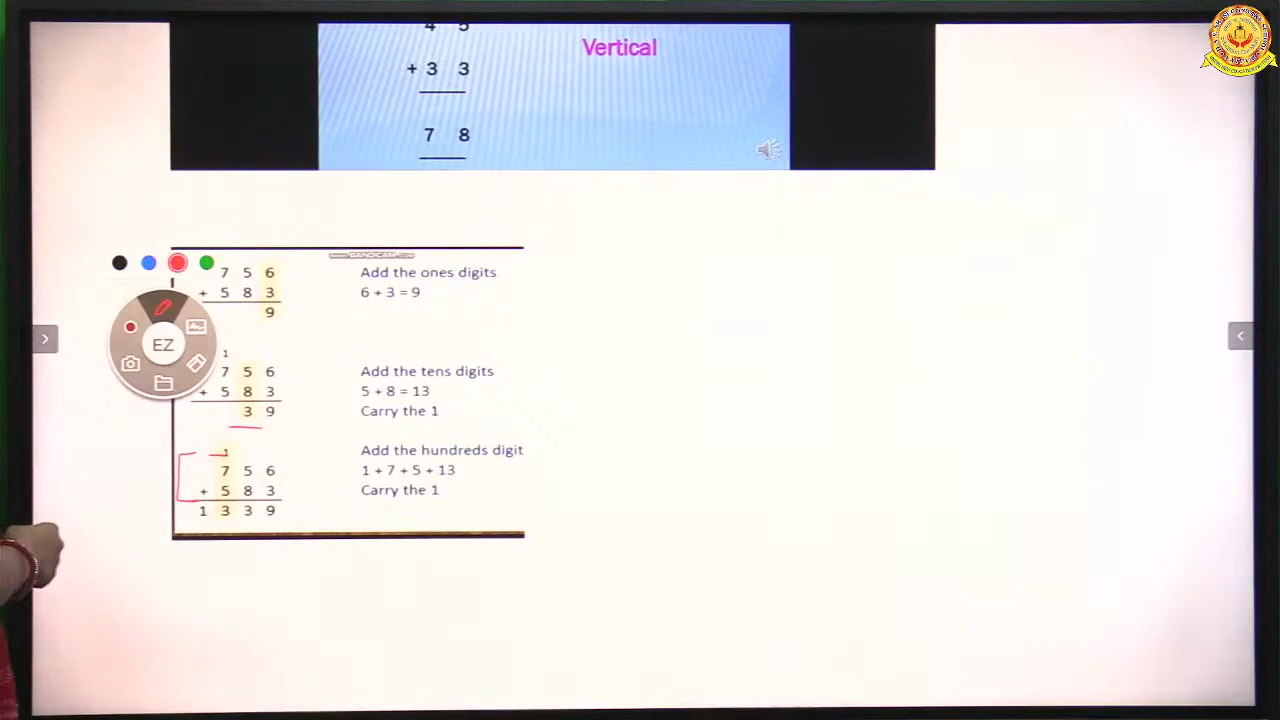 4 5
Vertical
+ 3 3
7 8
BANDICAM
7 5 6 Add the ones digits
+ 5 8 3 6 + 3 = 9
9
EZ
1
7 5 6 Add the tens digits
+ 5 8 3 5 + 8 = 13
3 9 Carry the 1
1 Add the hundreds digit
7 5 6 1 + 7 + 5 + 13
+ 5 8 3 Carry the 1
1 3 3 9